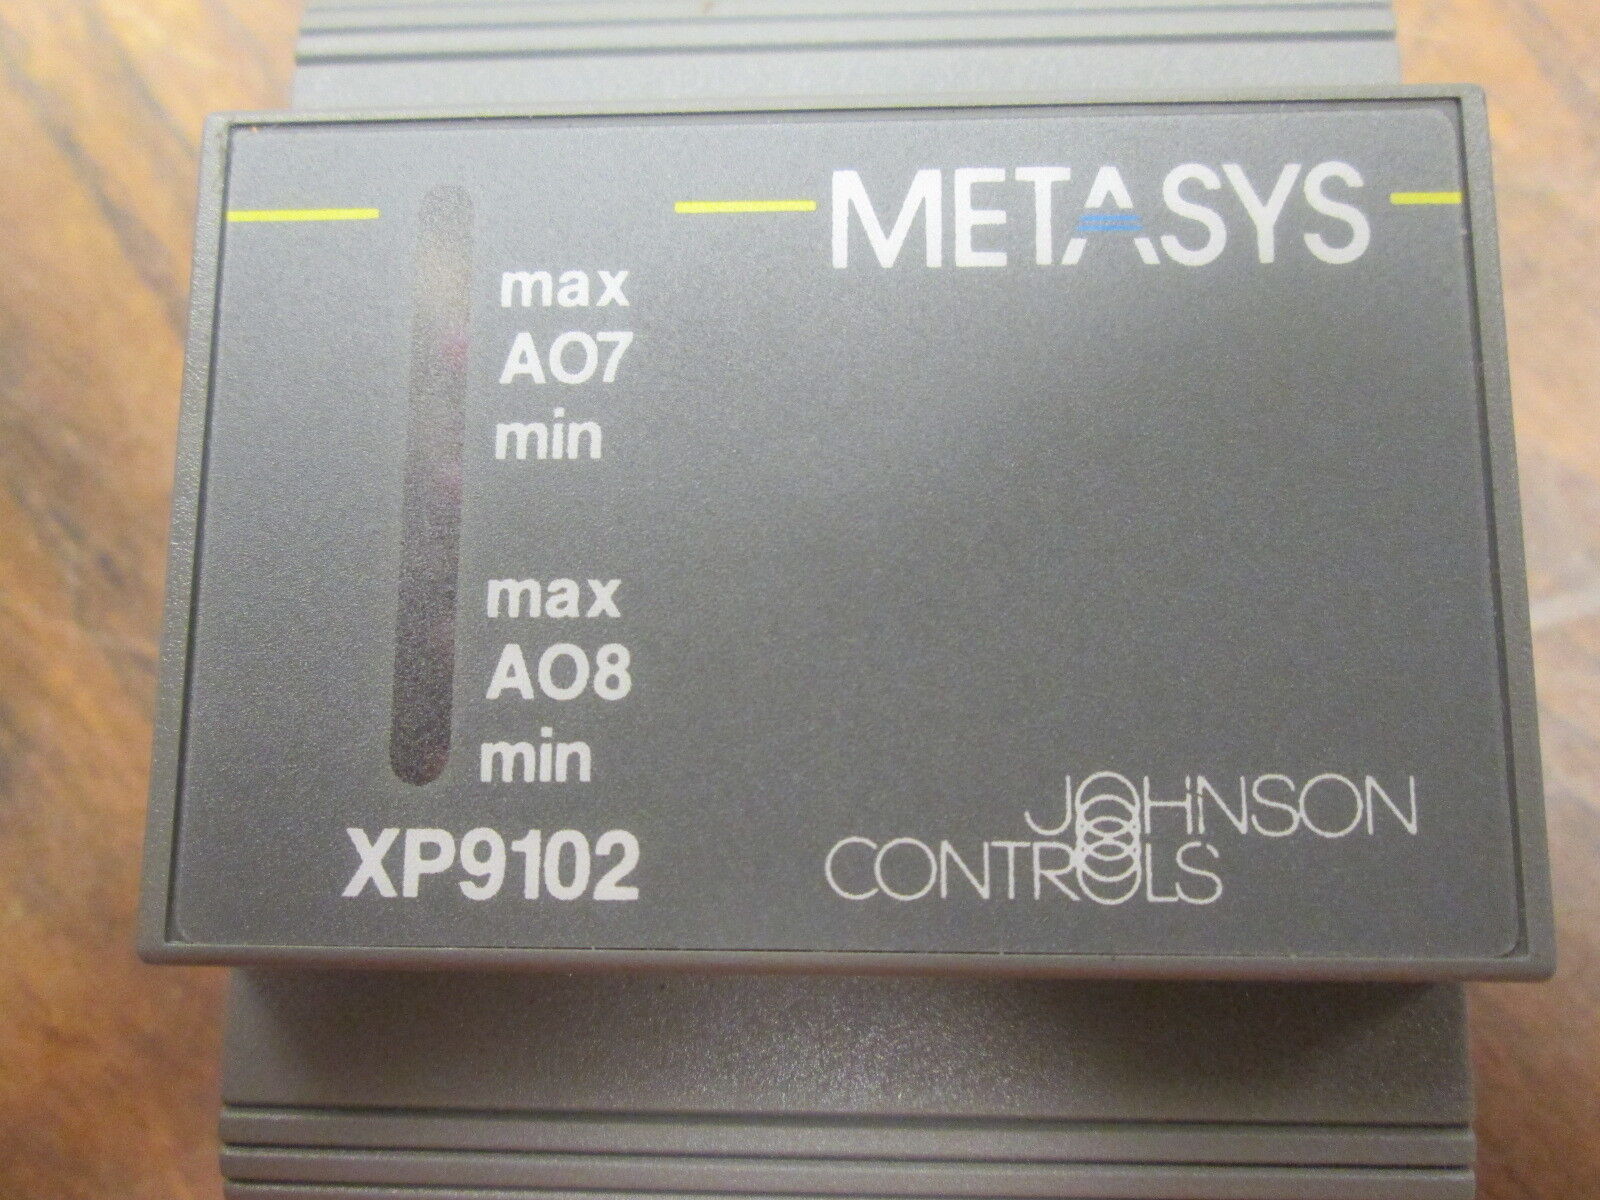 METASYS
max
AO7
min
max
AO8
min
XP9102
JOHNSON
CONTROLS